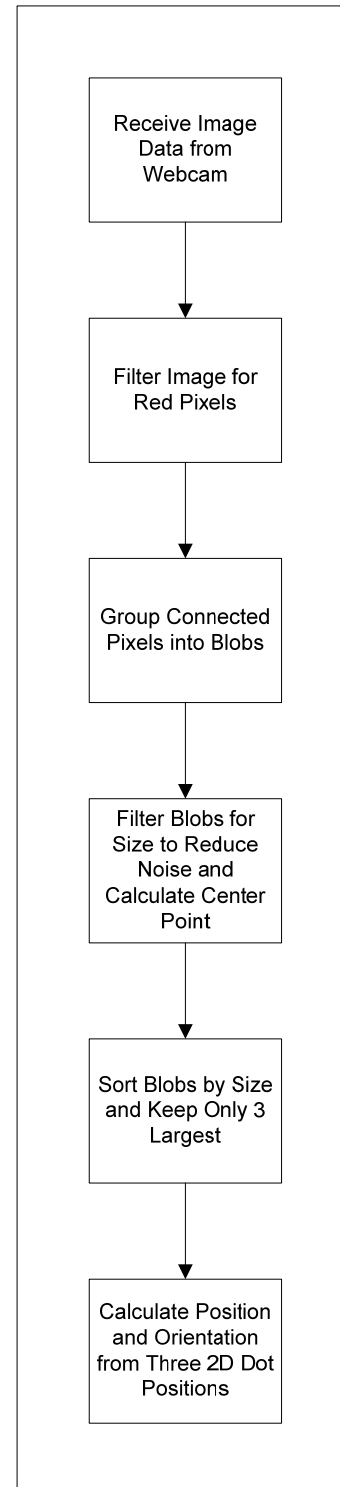 Receive Image
Data from
Webcam
Filter Image for
Red Pixels
Group Connected
Pixels into Blobs
Filter Blobs for
Size to Reduce
Noise and
Calculate Center
Point
Sort Blobs by Size
and Keep Only 3
Largest
Calculate Position
and Orientation
from Three 2D Dot
Positions